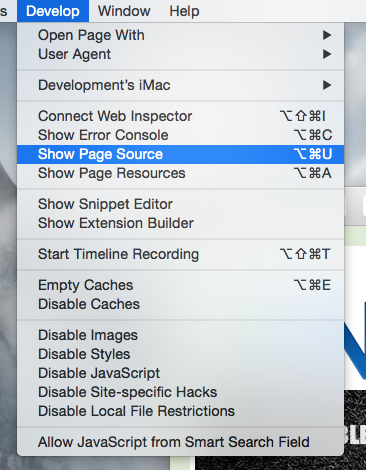 s Develop Window Help
Open Page With ▶
User Agent ▶
Development's iMac ▶
Connect Web Inspector ⌥⇧⌘I
Show Error Console ⌥⌘C
Show Page Source ⌥⌘U
Show Page Resources ⌥⌘A
Show Snippet Editor
Show Extension Builder
Start Timeline Recording ⌥⇧⌘T
Empty Caches ⌥⌘E
Disable Caches
Disable Images
Disable Styles
Disable JavaScript
Disable Site-specific Hacks
Disable Local File Restrictions
Allow JavaScript from Smart Search Field